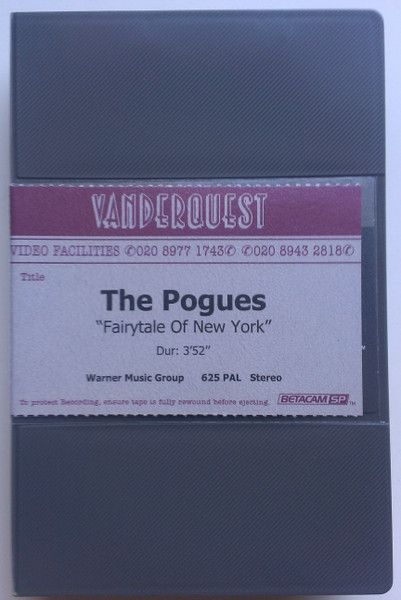 VANDERQUEST
VIDEO FACILITIES ✆020 8977 1743✆ ✆020 8943 2818✆
Title
The Pogues
"Fairytale Of New York"
Dur: 3'52"
Warner Music Group 625 PAL Stereo
To protect Recording, ensure tape is fully rewound before ejecting. BETACAM SP™